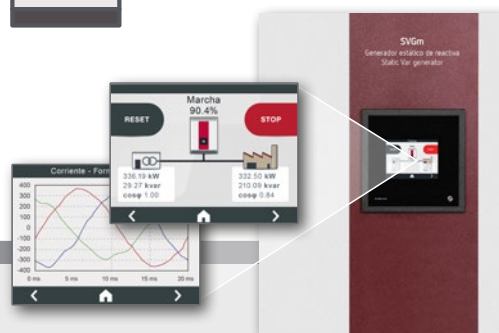 SVGm
Generador estático de reactiva
Static Var generator
Marcha
90.4%
RESET
STOP
336.19 kW
29.27 kvar
cosφ 1.00
332.50 kW
210.09 kvar
cosφ 0.84
Corriente - For
400
300
200
100
0
-100
-200
-300
-400
0 ms
5 ms
10 ms
15 ms
20 ms